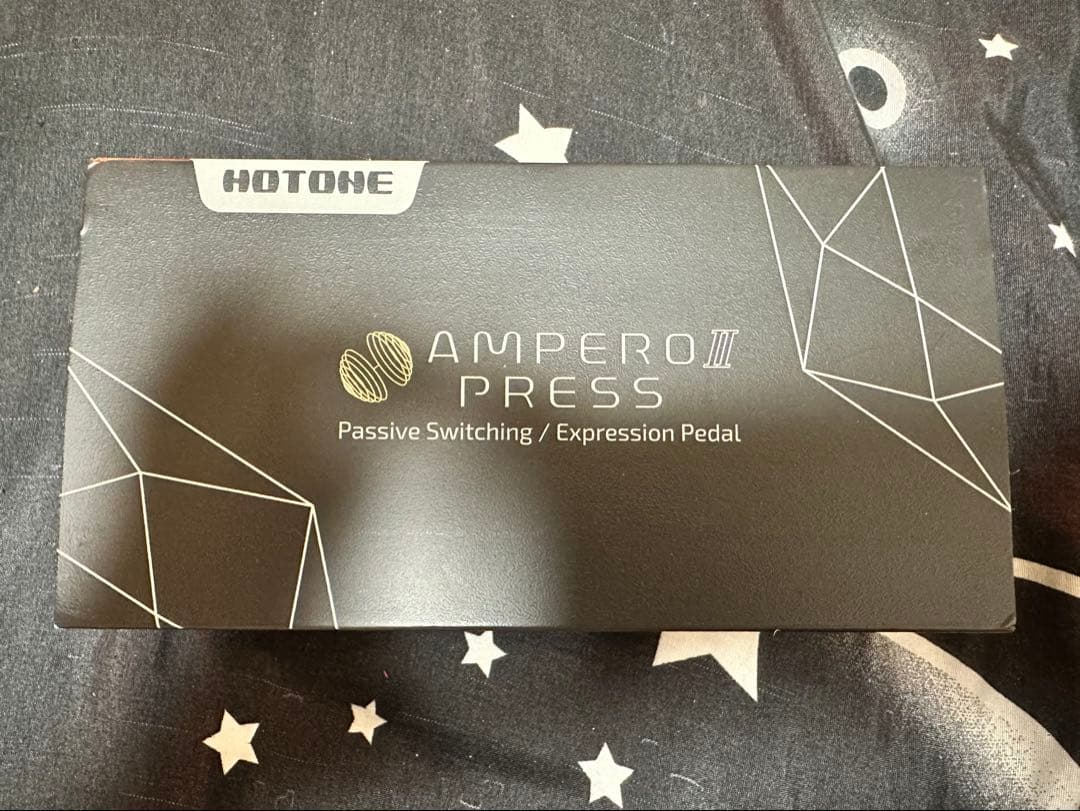 HOTONE
AMPERO II
PRESS
Passive Switching / Expression Pedal